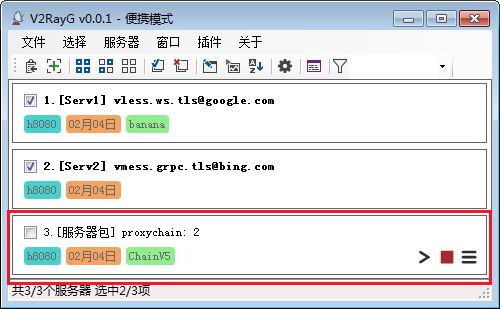 V2RayG v0.0.1 - 便携模式
文件 选择 服务器 窗口 插件 关于
1.[Serv1] vless.ws.tls@google.com
h8080 02月04日 banana
2.[Serv2] vmess.grpc.tls@bing.com
h8080 02月04日
3.[服务器包] proxychain: 2
h8080 02月04日 ChainV5
共3/3个服务器 选中2/3项